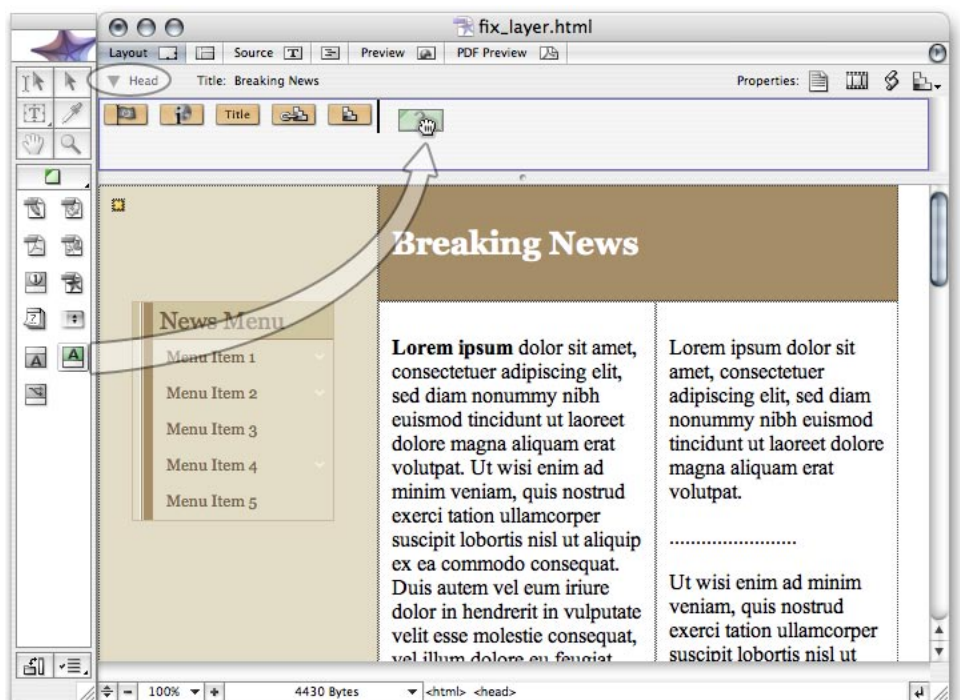 fix_layer.html
Layout Source T Preview PDF Preview
Head Title: Breaking News Properties:
Title
Breaking News
News Menu
Menu Item 1
Menu Item 2
Menu Item 3
Menu Item 4
Menu Item 5
Lorem ipsum dolor sit amet,
consectetuer adipiscing elit,
sed diam nonummy nibh
euismod tincidunt ut laoreet
dolore magna aliquam erat
volutpat. Ut wisi enim ad
minim veniam, quis nostrud
exerci tation ullamcorper
suscipit lobortis nisl ut aliquip
ex ea commodo consequat.
Duis autem vel eum iriure
dolor in hendrerit in vulputate
velit esse molestie consequat,
vel illum dolore eu feugiat
Lorem ipsum dolor sit
amet, consectetuer
adipiscing elit, sed diam
nonummy nibh euismod
tincidunt ut laoreet dolore
magna aliquam erat
volutpat.
........................
Ut wisi enim ad minim
veniam, quis nostrud
exerci tation ullamcorper
suscipit lobortis nisl ut
100% 4430 Bytes <html> <head>